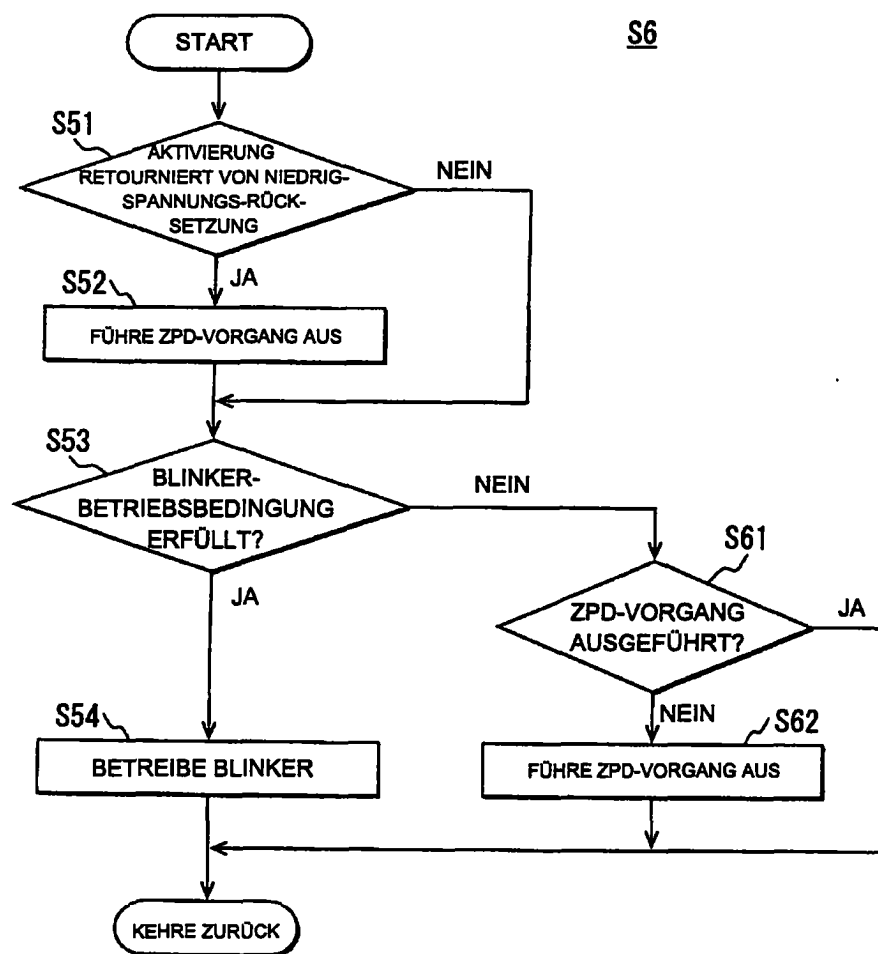 START
S6
S51
AKTIVIERUNG
RETOURNIERT VON NIEDRIG-
SPANNUNGS-RÜCK-
SETZUNG
NEIN
JA
S52
FÜHRE ZPD-VORGANG AUS
S53
BLINKER-
BETRIEBSBEDINGUNG
ERFÜLLT?
NEIN
JA
S61
ZPD-VORGANG
AUSGEFÜHRT?
JA
NEIN
S54
BETREIBE BLINKER
S62
FÜHRE ZPD-VORGANG AUS
KEHRE ZURÜCK